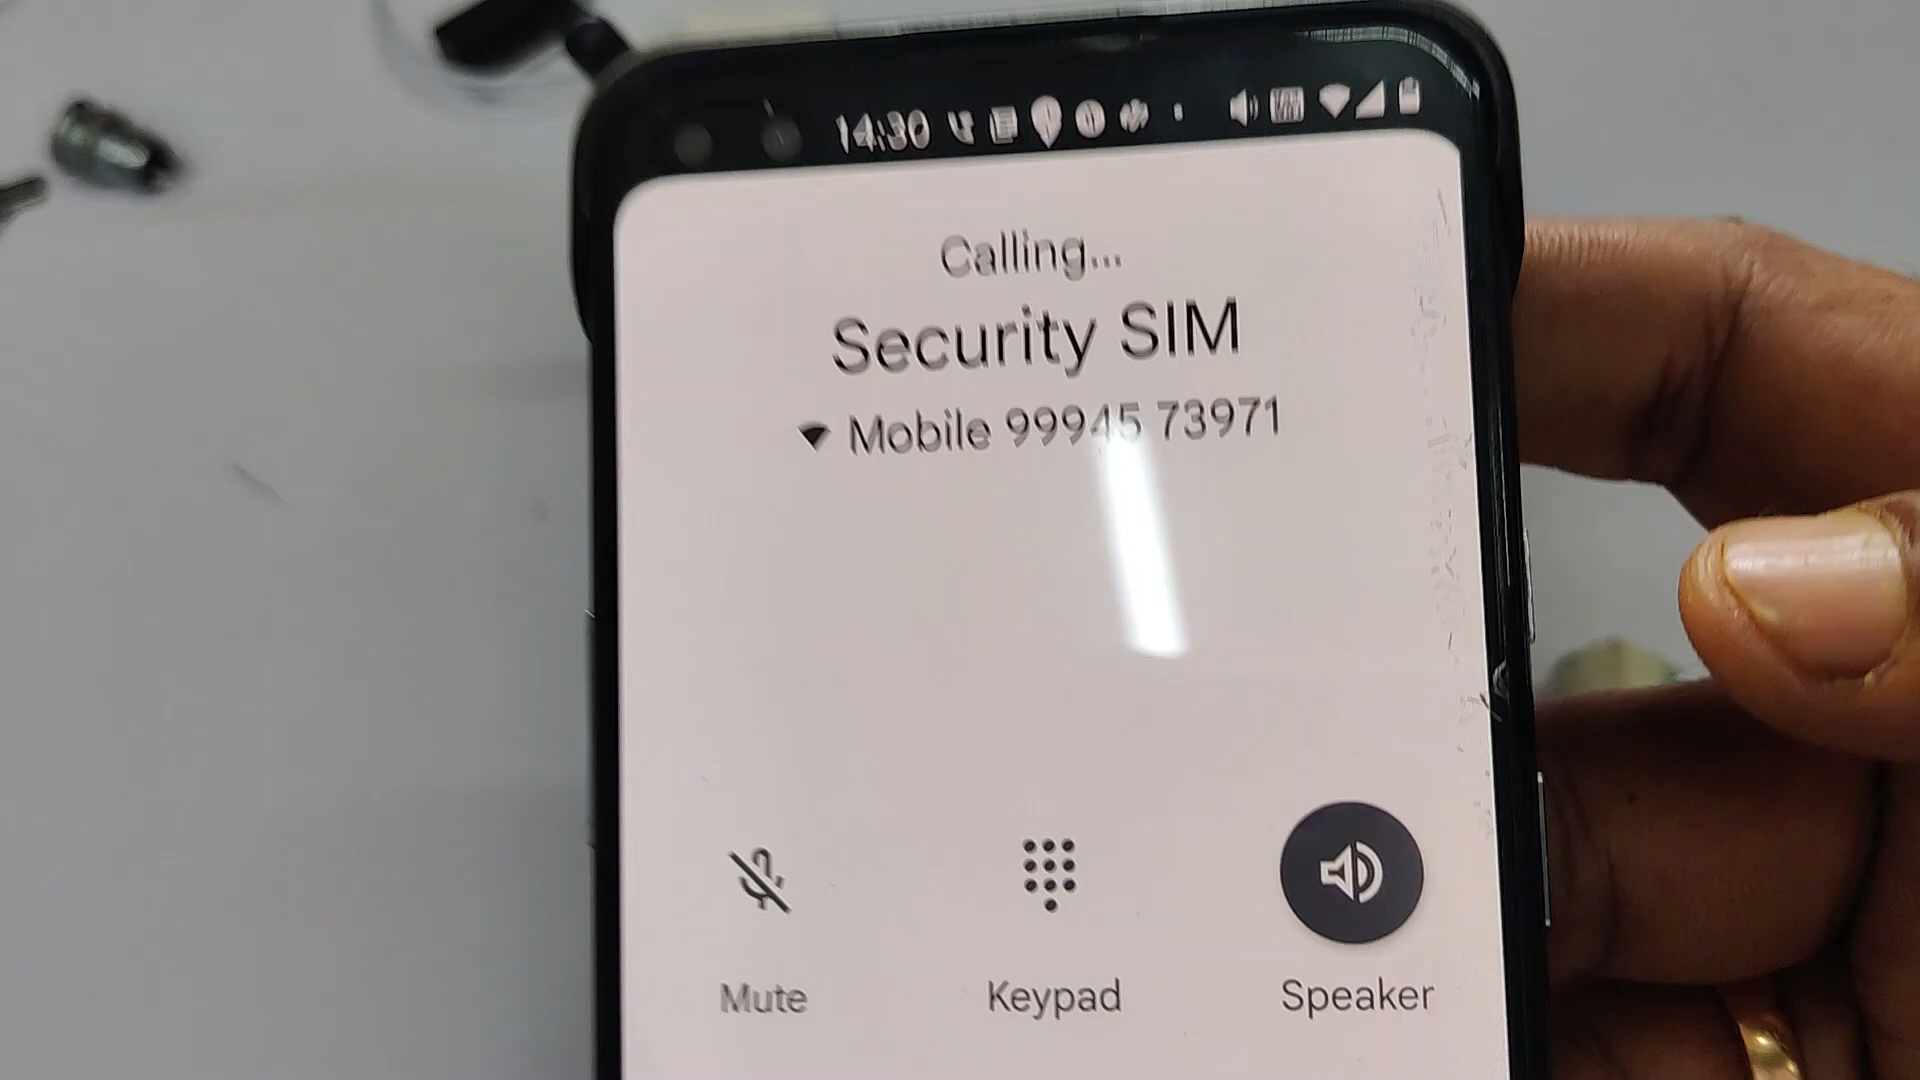 14:30
Calling...
Security SIM
Mobile 99945 73971
Mute Keypad Speaker